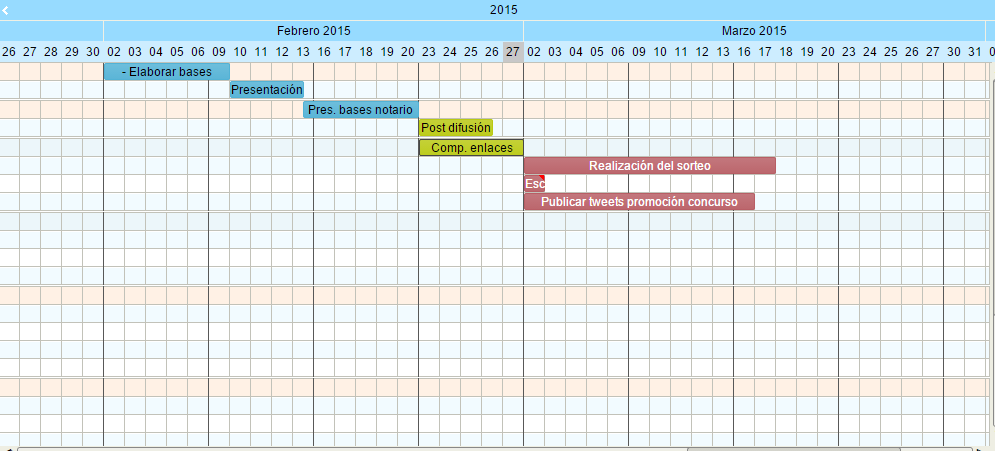 2015
Febrero 2015 Marzo 2015
26 27 28 29 30 02 03 04 05 06 09 10 11 12 13 16 17 18 19 20 23 24 25 26 27 02 03 04 05 06 09 10 11 12 13 16 17 18 19 20 23 24 25 26 27 30 31
- Elaborar bases
Presentación
Pres. bases notario
Post difusión
Comp. enlaces
Realización del sorteo
Esc
Publicar tweets promoción concurso